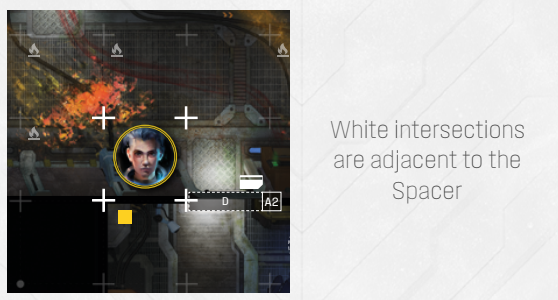 D
A2
White intersections
are adjacent to the
Spacer